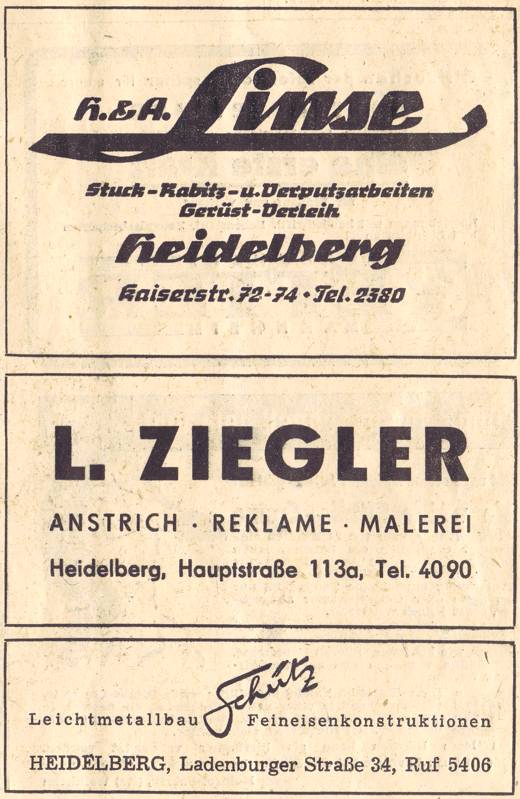 H. & A. Linse
Stuck-Rabitz-u. Verputzarbeiten
Gerüst-Verleih
Heidelberg
Kaiserstr. 72-74 • Tel. 2380
L. ZIEGLER
ANSTRICH · REKLAME · MALEREI
Heidelberg, Hauptstraße 113a, Tel. 4090
Leichtmetallbau Schütz Feineisenkonstruktionen
HEIDELBERG, Ladenburger Straße 34, Ruf 5406